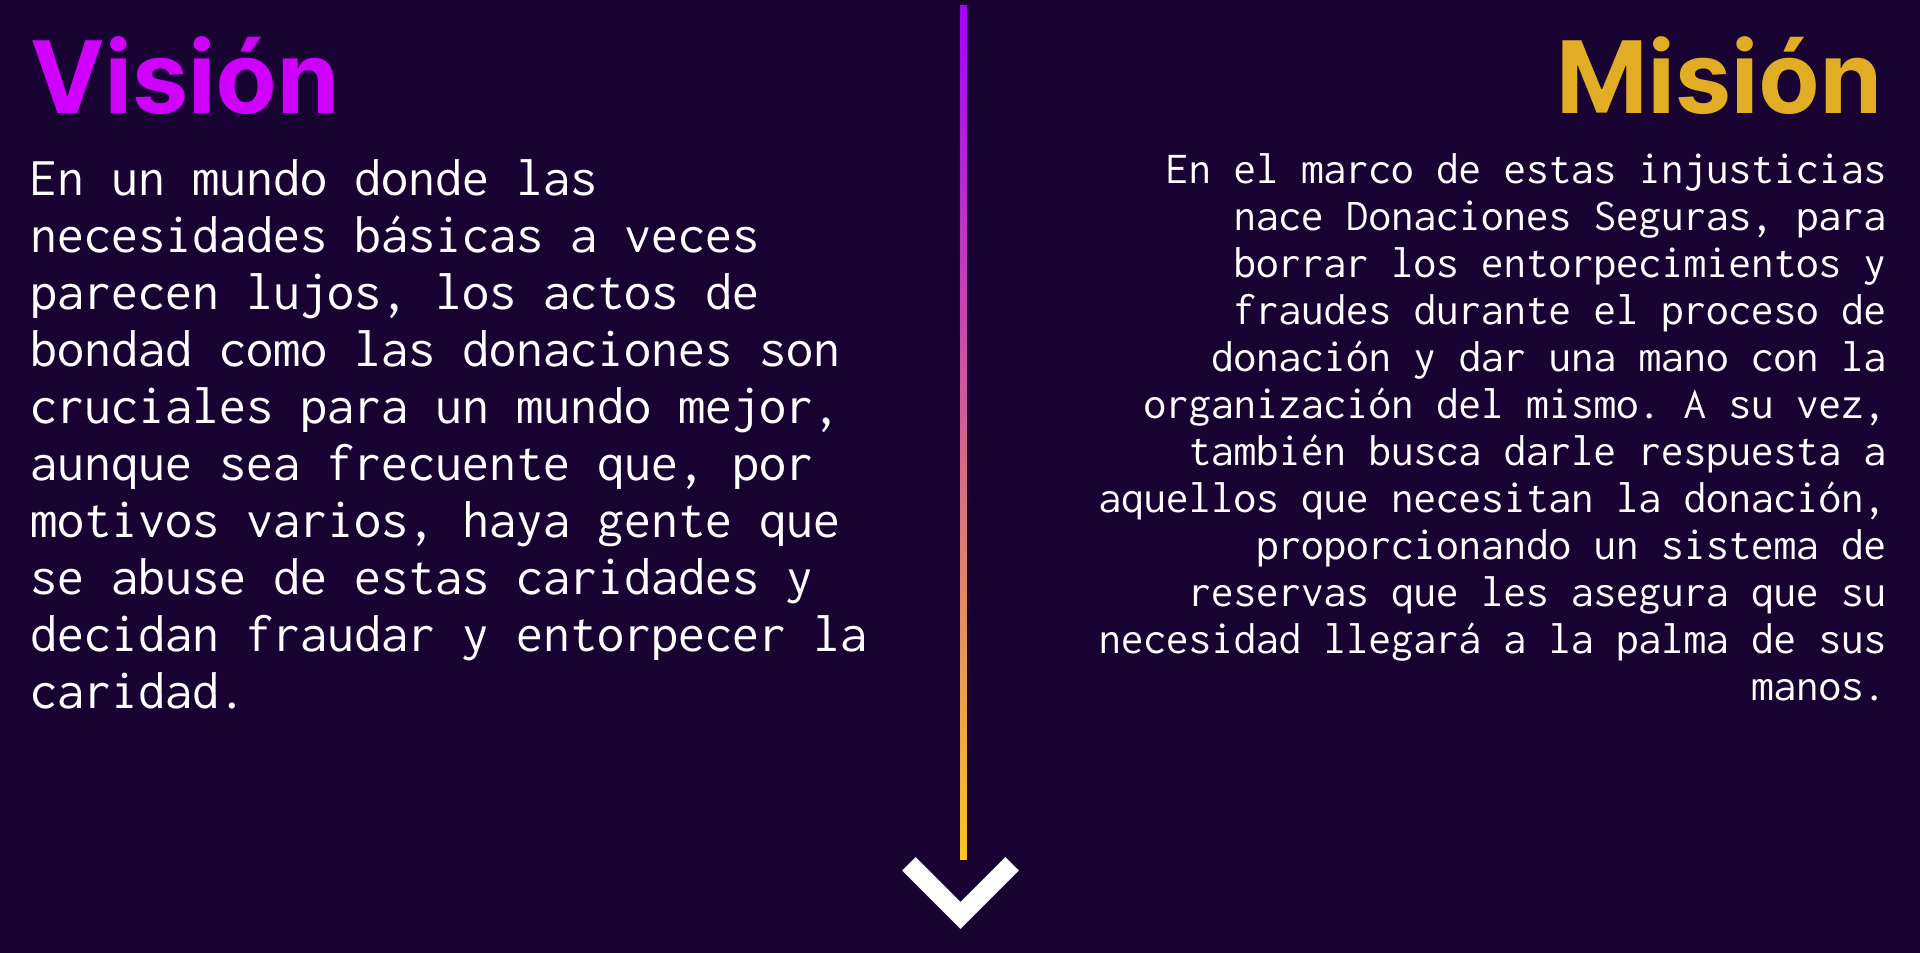 Visión
En un mundo donde las
necesidades básicas a veces
parecen lujos, los actos de
bondad como las donaciones son
cruciales para un mundo mejor,
aunque sea frecuente que, por
motivos varios, haya gente que
se abuse de estas caridades y
decidan fraudar y entorpecer la
caridad.
Misión
En el marco de estas injusticias
nace Donaciones Seguras, para
borrar los entorpecimientos y
fraudes durante el proceso de
donación y dar una mano con la
organización del mismo. A su vez,
también busca darle respuesta a
aquellos que necesitan la donación,
proporcionando un sistema de
reservas que les asegura que su
necesidad llegará a la palma de sus
manos.